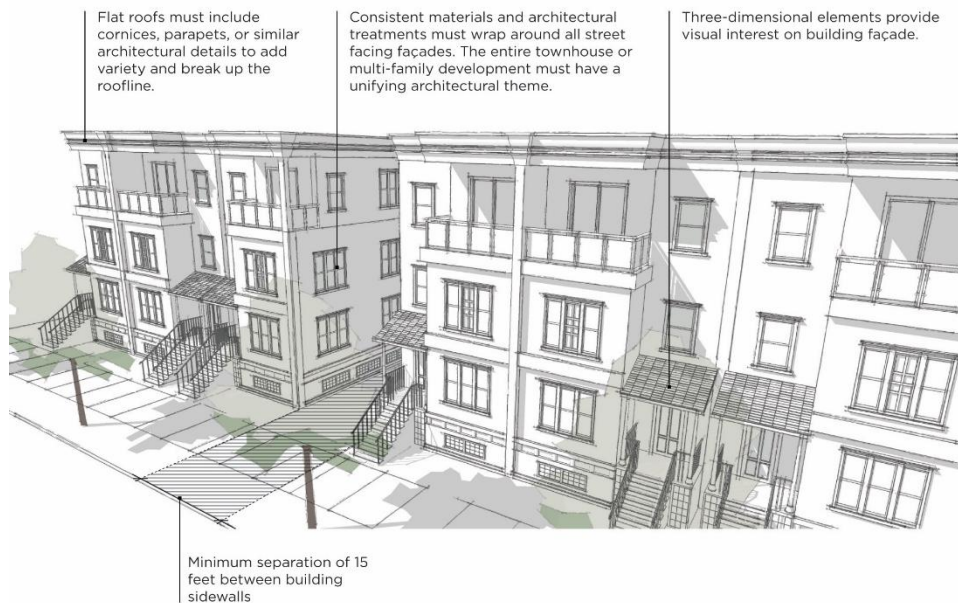 Flat roofs must include
cornices, parapets, or similar
architectural details to add
variety and break up the
roofline.
Consistent materials and architectural
treatments must wrap around all street
facing façades. The entire townhouse or
multi-family development must have a
unifying architectural theme.
Three-dimensional elements provide
visual interest on building façade.
Minimum separation of 15
feet between building
sidewalls